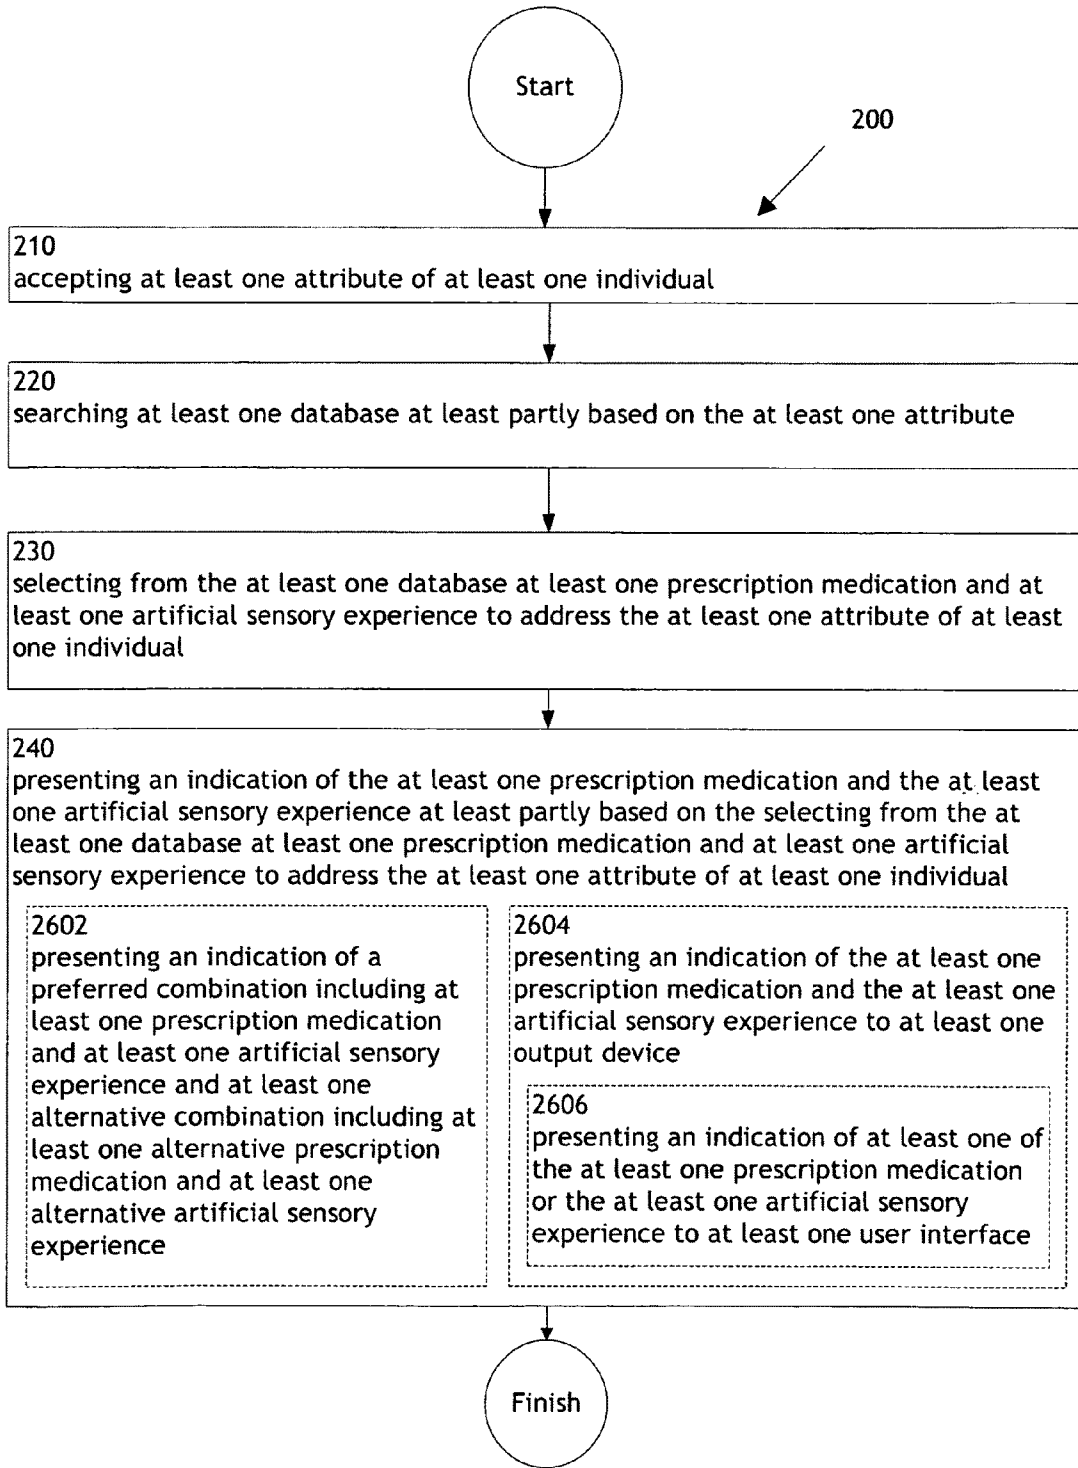 Start
200
210
accepting at least one attribute of at least one individual
220
searching at least one database at least partly based on the at least one attribute
230
selecting from the at least one database at least one prescription medication and at
least one artificial sensory experience to address the at least one attribute of at least
one individual
240
presenting an indication of the at least one prescription medication and the at least
one artificial sensory experience at least partly based on the selecting from the at
least one database at least one prescription medication and at least one artificial
sensory experience to address the at least one attribute of at least one individual
2602
presenting an indication of a
preferred combination including at
least one prescription medication
and at least one artificial sensory
experience and at least one
alternative combination including at
least one alternative prescription
medication and at least one
alternative artificial sensory
experience
2604
presenting an indication of the at least one
prescription medication and the at least one
artificial sensory experience to at least one
output device
2606
presenting an indication of at least one of
the at least one prescription medication
or the at least one artificial sensory
experience to at least one user interface
Finish